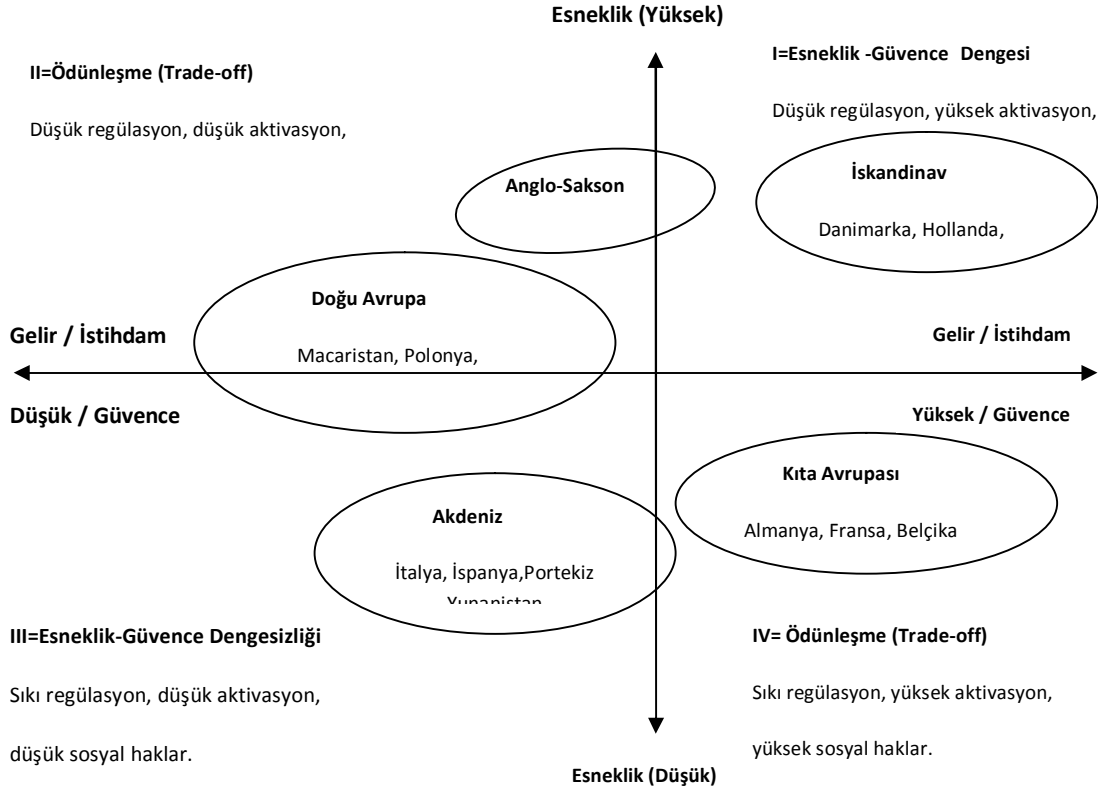 Esneklik (Yüksek)
II=Ödünleşme (Trade-off)
Düşük regülasyon, düşük aktivasyon,
I=Esneklik -Güvence Dengesi
Düşük regülasyon, yüksek aktivasyon,
Anglo-Sakson
İskandinav
Danimarka, Hollanda,
Doğu Avrupa
Macaristan, Polonya,
Gelir / İstihdam
Gelir / İstihdam
Düşük / Güvence
Yüksek / Güvence
Akdeniz
İtalya, İspanya,Portekiz
Yunanistan
Kıta Avrupası
Almanya, Fransa, Belçika
III=Esneklik-Güvence Dengesizliği
Sıkı regülasyon, düşük aktivasyon,
düşük sosyal haklar.
IV= Ödünleşme (Trade-off)
Sıkı regülasyon, yüksek aktivasyon,
yüksek sosyal haklar.
Esneklik (Düşük)